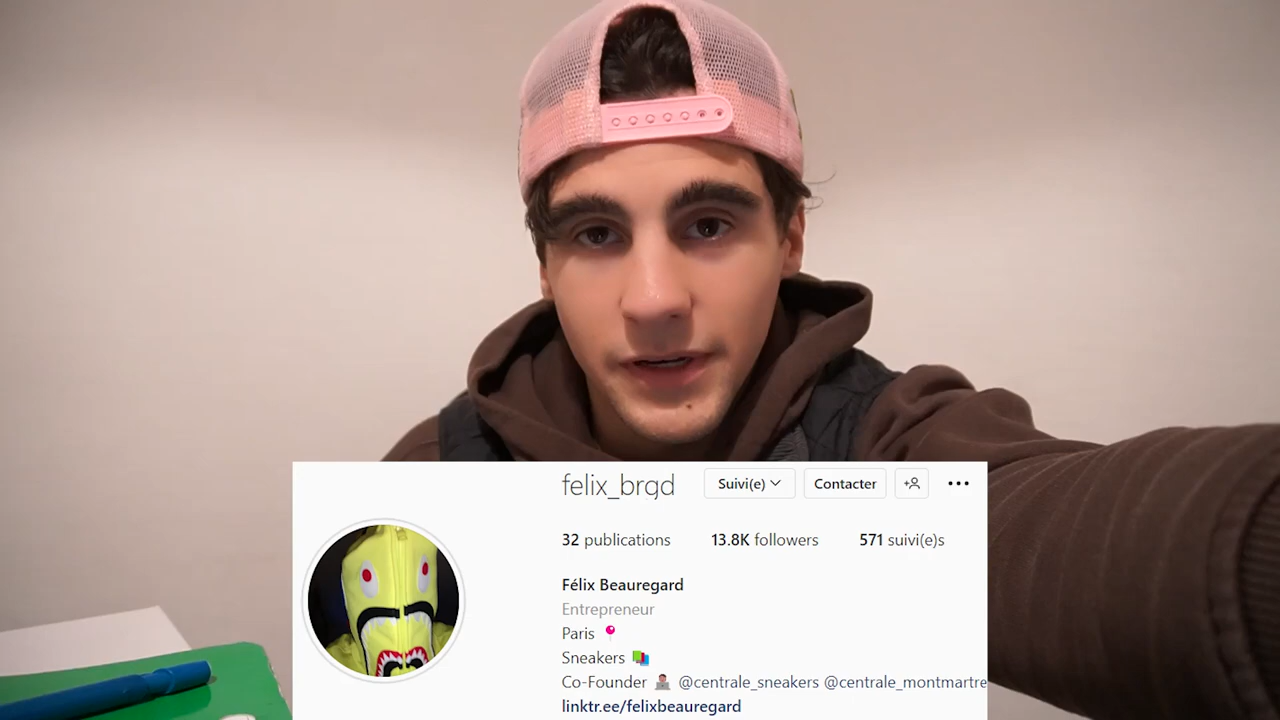 felix_brgd Suivi(e) Contacter
32 publications 13.8K followers 571 suivi(e)s
Félix Beauregard
Entrepreneur
Paris 📍
Sneakers
Co-Founder 👨🏽‍💻 @centrale_sneakers @centrale_montmartre
linktr.ee/felixbeauregard